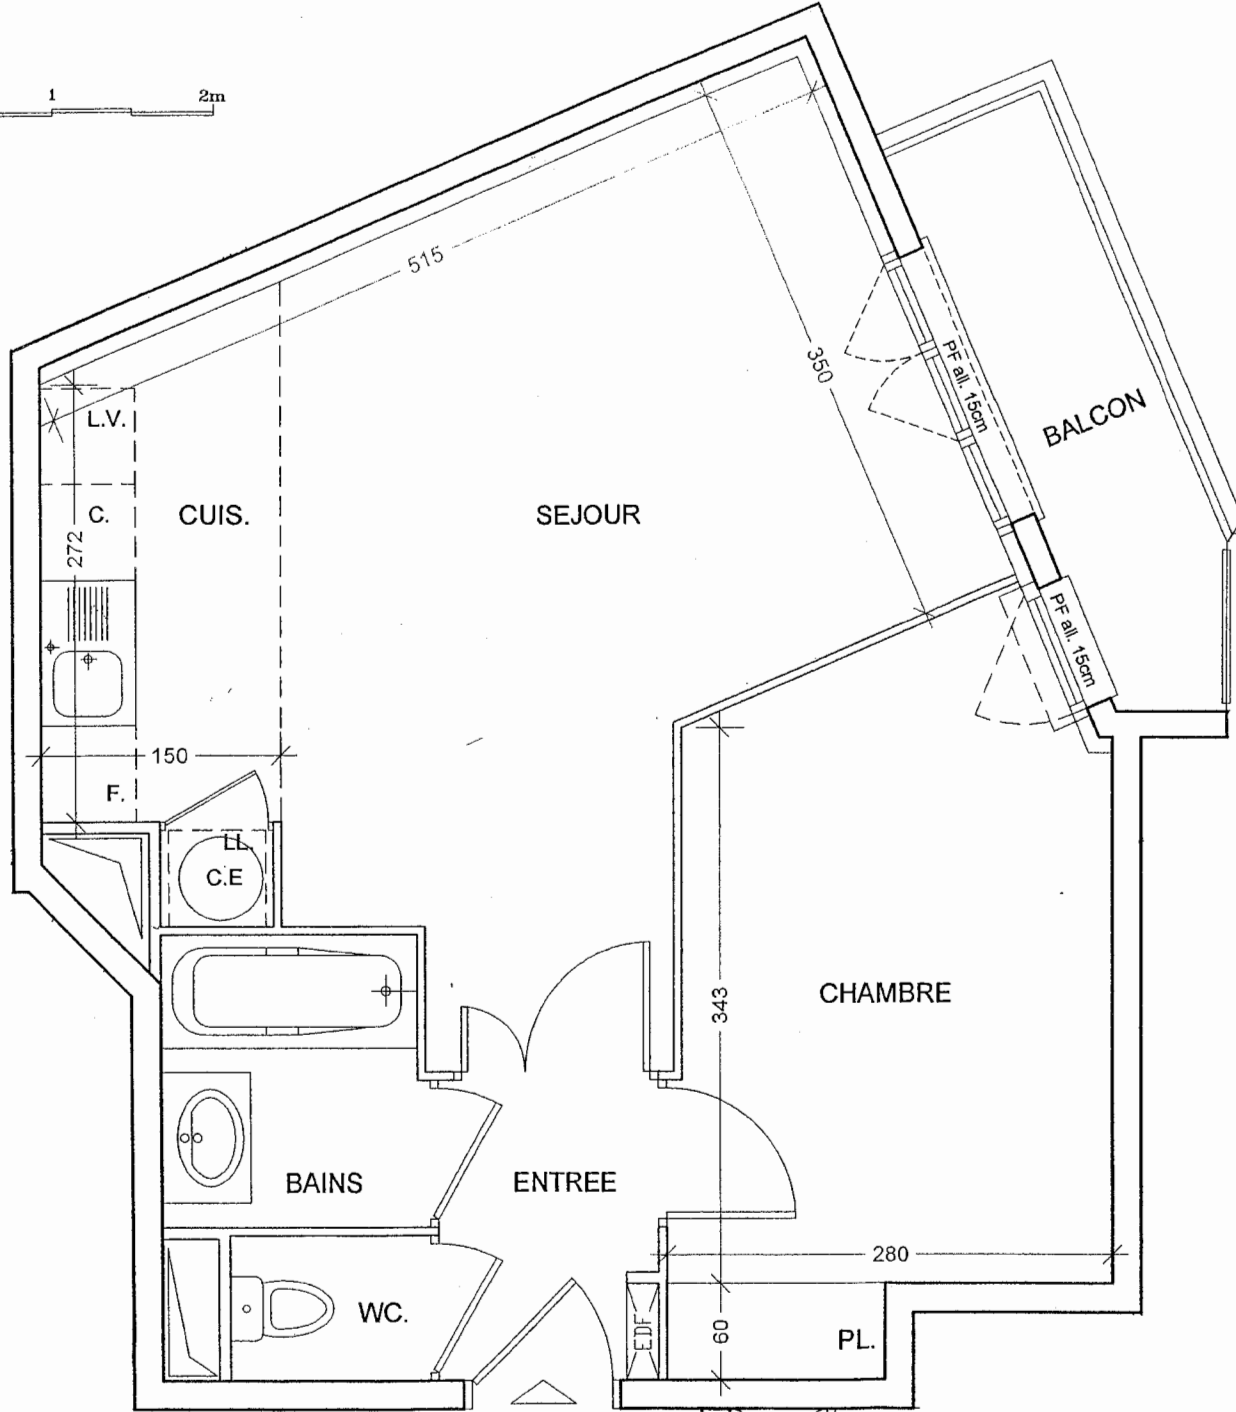 1 2m
515
350
PF all. 15cm
BALCON
L.V.
C.
272
CUIS.
SEJOUR
PF all. 15cm
150
F.
LL.
C.E
343
CHAMBRE
BAINS
ENTREE
280
WC.
EDF
60
PL.